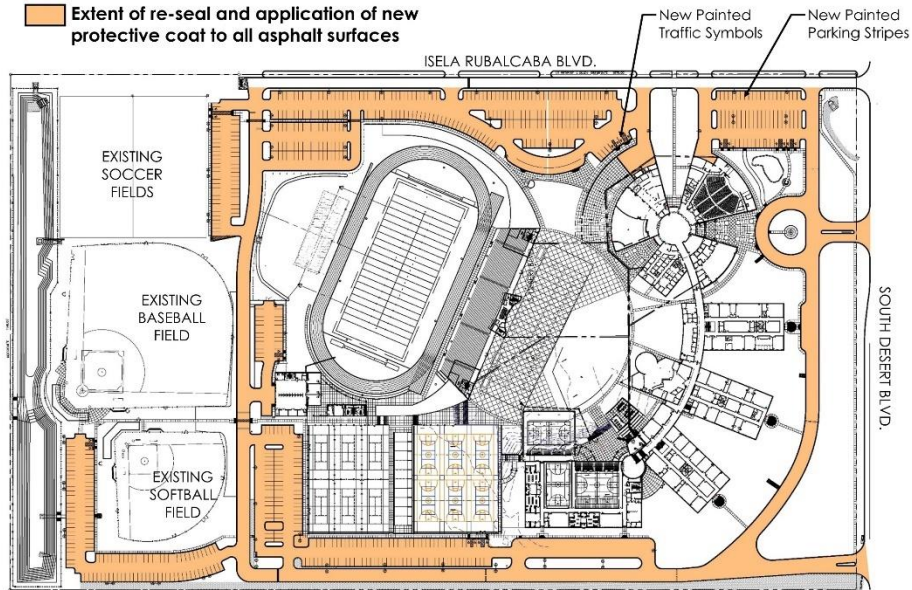 Extent of re-seal and application of new
protective coat to all asphalt surfaces
New Painted
Traffic Symbols
New Painted
Parking Stripes
ISELA RUBALCABA BLVD.
EXISTING
SOCCER
FIELDS
EXISTING
BASEBALL
FIELD
SOUTH DESERT BLVD.
EXISTING
SOFTBALL
FIELD